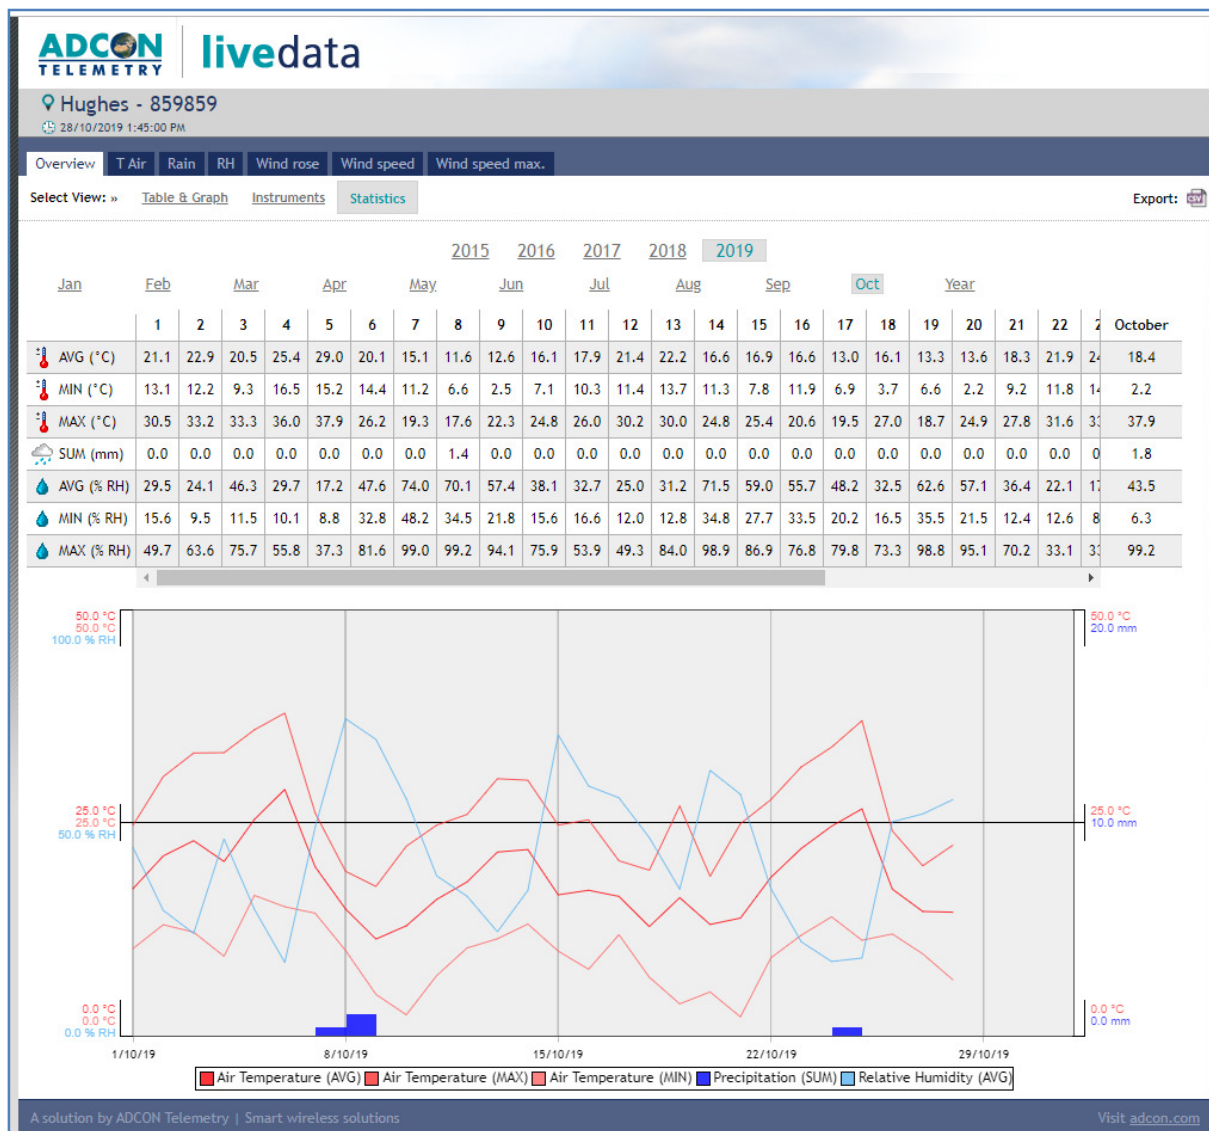 ADCON
TELEMETRY
livedata
Hughes - 859859
28/10/2019 1:45:00 PM
Overview T Air Rain RH Wind rose Wind speed Wind speed max.
Select View: » Table & Graph Instruments Statistics Export: CSV
2015 2016 2017 2018 2019
Jan Feb Mar Apr May Jun Jul Aug Sep Oct Year
1 2 3 4 5 6 7 8 9 10 11 12 13 14 15 16 17 18 19 20 21 22 2 October
AVG (°C) 21.1 22.9 20.5 25.4 29.0 20.1 15.1 11.6 12.6 16.1 17.9 21.4 22.2 16.6 16.9 16.6 13.0 16.1 13.3 13.6 18.3 21.9 24 18.4
MIN (°C) 13.1 12.2 9.3 16.5 15.2 14.4 11.2 6.6 2.5 7.1 10.3 11.4 13.7 11.3 7.8 11.9 6.9 3.7 6.6 2.2 9.2 11.8 14 2.2
MAX (°C) 30.5 33.2 33.3 36.0 37.9 26.2 19.3 17.6 22.3 24.8 26.0 30.2 30.0 24.8 25.4 20.6 19.5 27.0 18.7 24.9 27.8 31.6 33 37.9
SUM (mm) 0.0 0.0 0.0 0.0 0.0 0.0 0.0 1.4 0.0 0.0 0.0 0.0 0.0 0.0 0.0 0.0 0.0 0.0 0.0 0.0 0.0 0.0 0 1.8
AVG (% RH) 29.5 24.1 46.3 29.7 17.2 47.6 74.0 70.1 57.4 38.1 32.7 25.0 31.2 71.5 59.0 55.7 48.2 32.5 62.6 57.1 36.4 22.1 17 43.5
MIN (% RH) 15.6 9.5 11.5 10.1 8.8 32.8 48.2 34.5 21.8 15.6 16.6 12.0 12.8 34.8 27.7 33.5 20.2 16.5 35.5 21.5 12.4 12.6 8 6.3
MAX (% RH) 49.7 63.6 75.7 55.8 37.3 81.6 99.0 99.2 94.1 75.9 53.9 49.3 84.0 98.9 86.9 76.8 79.8 73.3 98.8 95.1 70.2 33.1 33 99.2
50.0 °C 50.0 °C
50.0 °C 20.0 mm
100.0 % RH
25.0 °C 25.0 °C
25.0 °C 10.0 mm
50.0 % RH
0.0 °C 0.0 °C
0.0 °C 0.0 mm
0.0 % RH
1/10/19 8/10/19 15/10/19 22/10/19 29/10/19
Air Temperature (AVG) Air Temperature (MAX) Air Temperature (MIN) Precipitation (SUM) Relative Humidity (AVG)
A solution by ADCON Telemetry | Smart wireless solutions Visit adcon.com